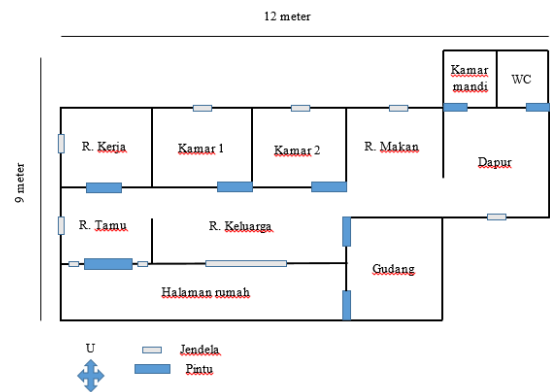 12 meter
9 meter
Kamar
mandi
WC
R. Kerja
Kamar 1
Kamar 2
R. Makan
Dapur
R. Tamu
R. Keluarga
Gudang
Halaman rumah
U
Jendela
Pintu